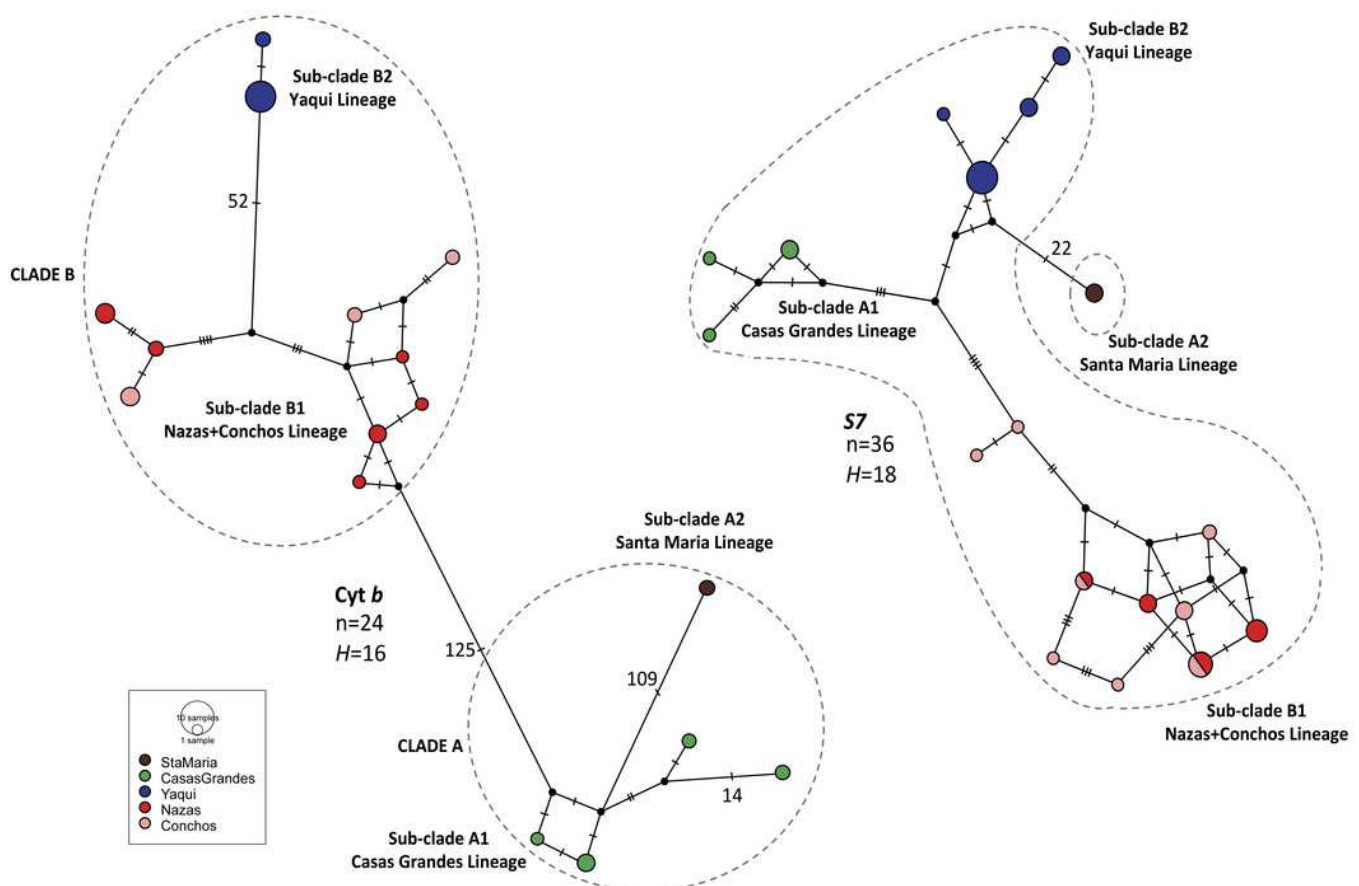 Sub-clade B2
Yaqui Lineage
52
CLADE B
Sub-clade B1
Nazas+Conchos Lineage
Cyt b
n=24
H=16
125
Sub-clade A2
Santa Maria Lineage
109
CLADE A
14
Sub-clade A1
Casas Grandes Lineage
10 samples
1 sample
StaMaria
CasasGrandes
Yaqui
Nazas
Conchos
Sub-clade B2
Yaqui Lineage
22
Sub-clade A1
Casas Grandes Lineage
Sub-clade A2
Santa Maria Lineage
S7
n=36
H=18
Sub-clade B1
Nazas+Conchos Lineage